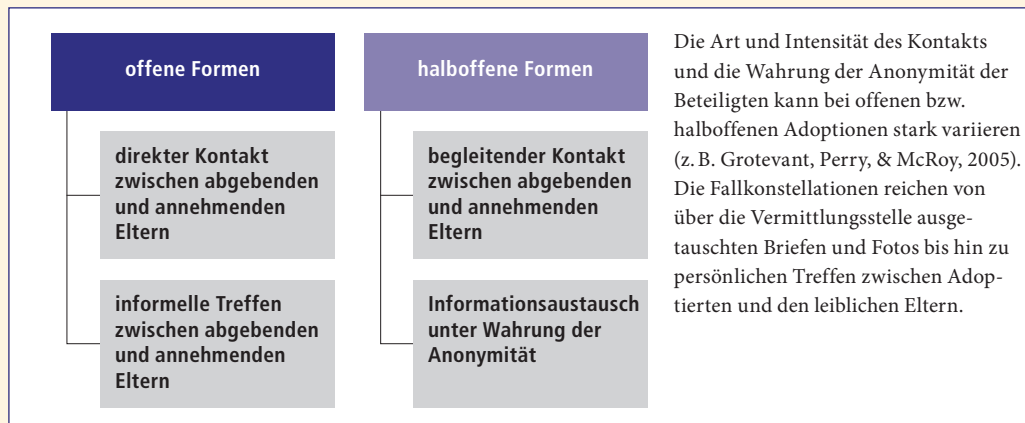 offene Formen
direkter Kontakt
zwischen abgebenden
und annehmenden
Eltern
informelle Treffen
zwischen abgebenden
und annehmenden
Eltern
halboffene Formen
begleitender Kontakt
zwischen abgebenden
und annehmenden
Eltern
Informationsaustausch
unter Wahrung der
Anonymität
Die Art und Intensität des Kontakts
und die Wahrung der Anonymität der
Beteiligten kann bei offenen bzw.
halboffenen Adoptionen stark variieren
(z. B. Grotevant, Perry, & McRoy, 2005).
Die Fallkonstellationen reichen von
über die Vermittlungsstelle ausge-
tauschten Briefen und Fotos bis hin zu
persönlichen Treffen zwischen Adop-
tierten und den leiblichen Eltern.